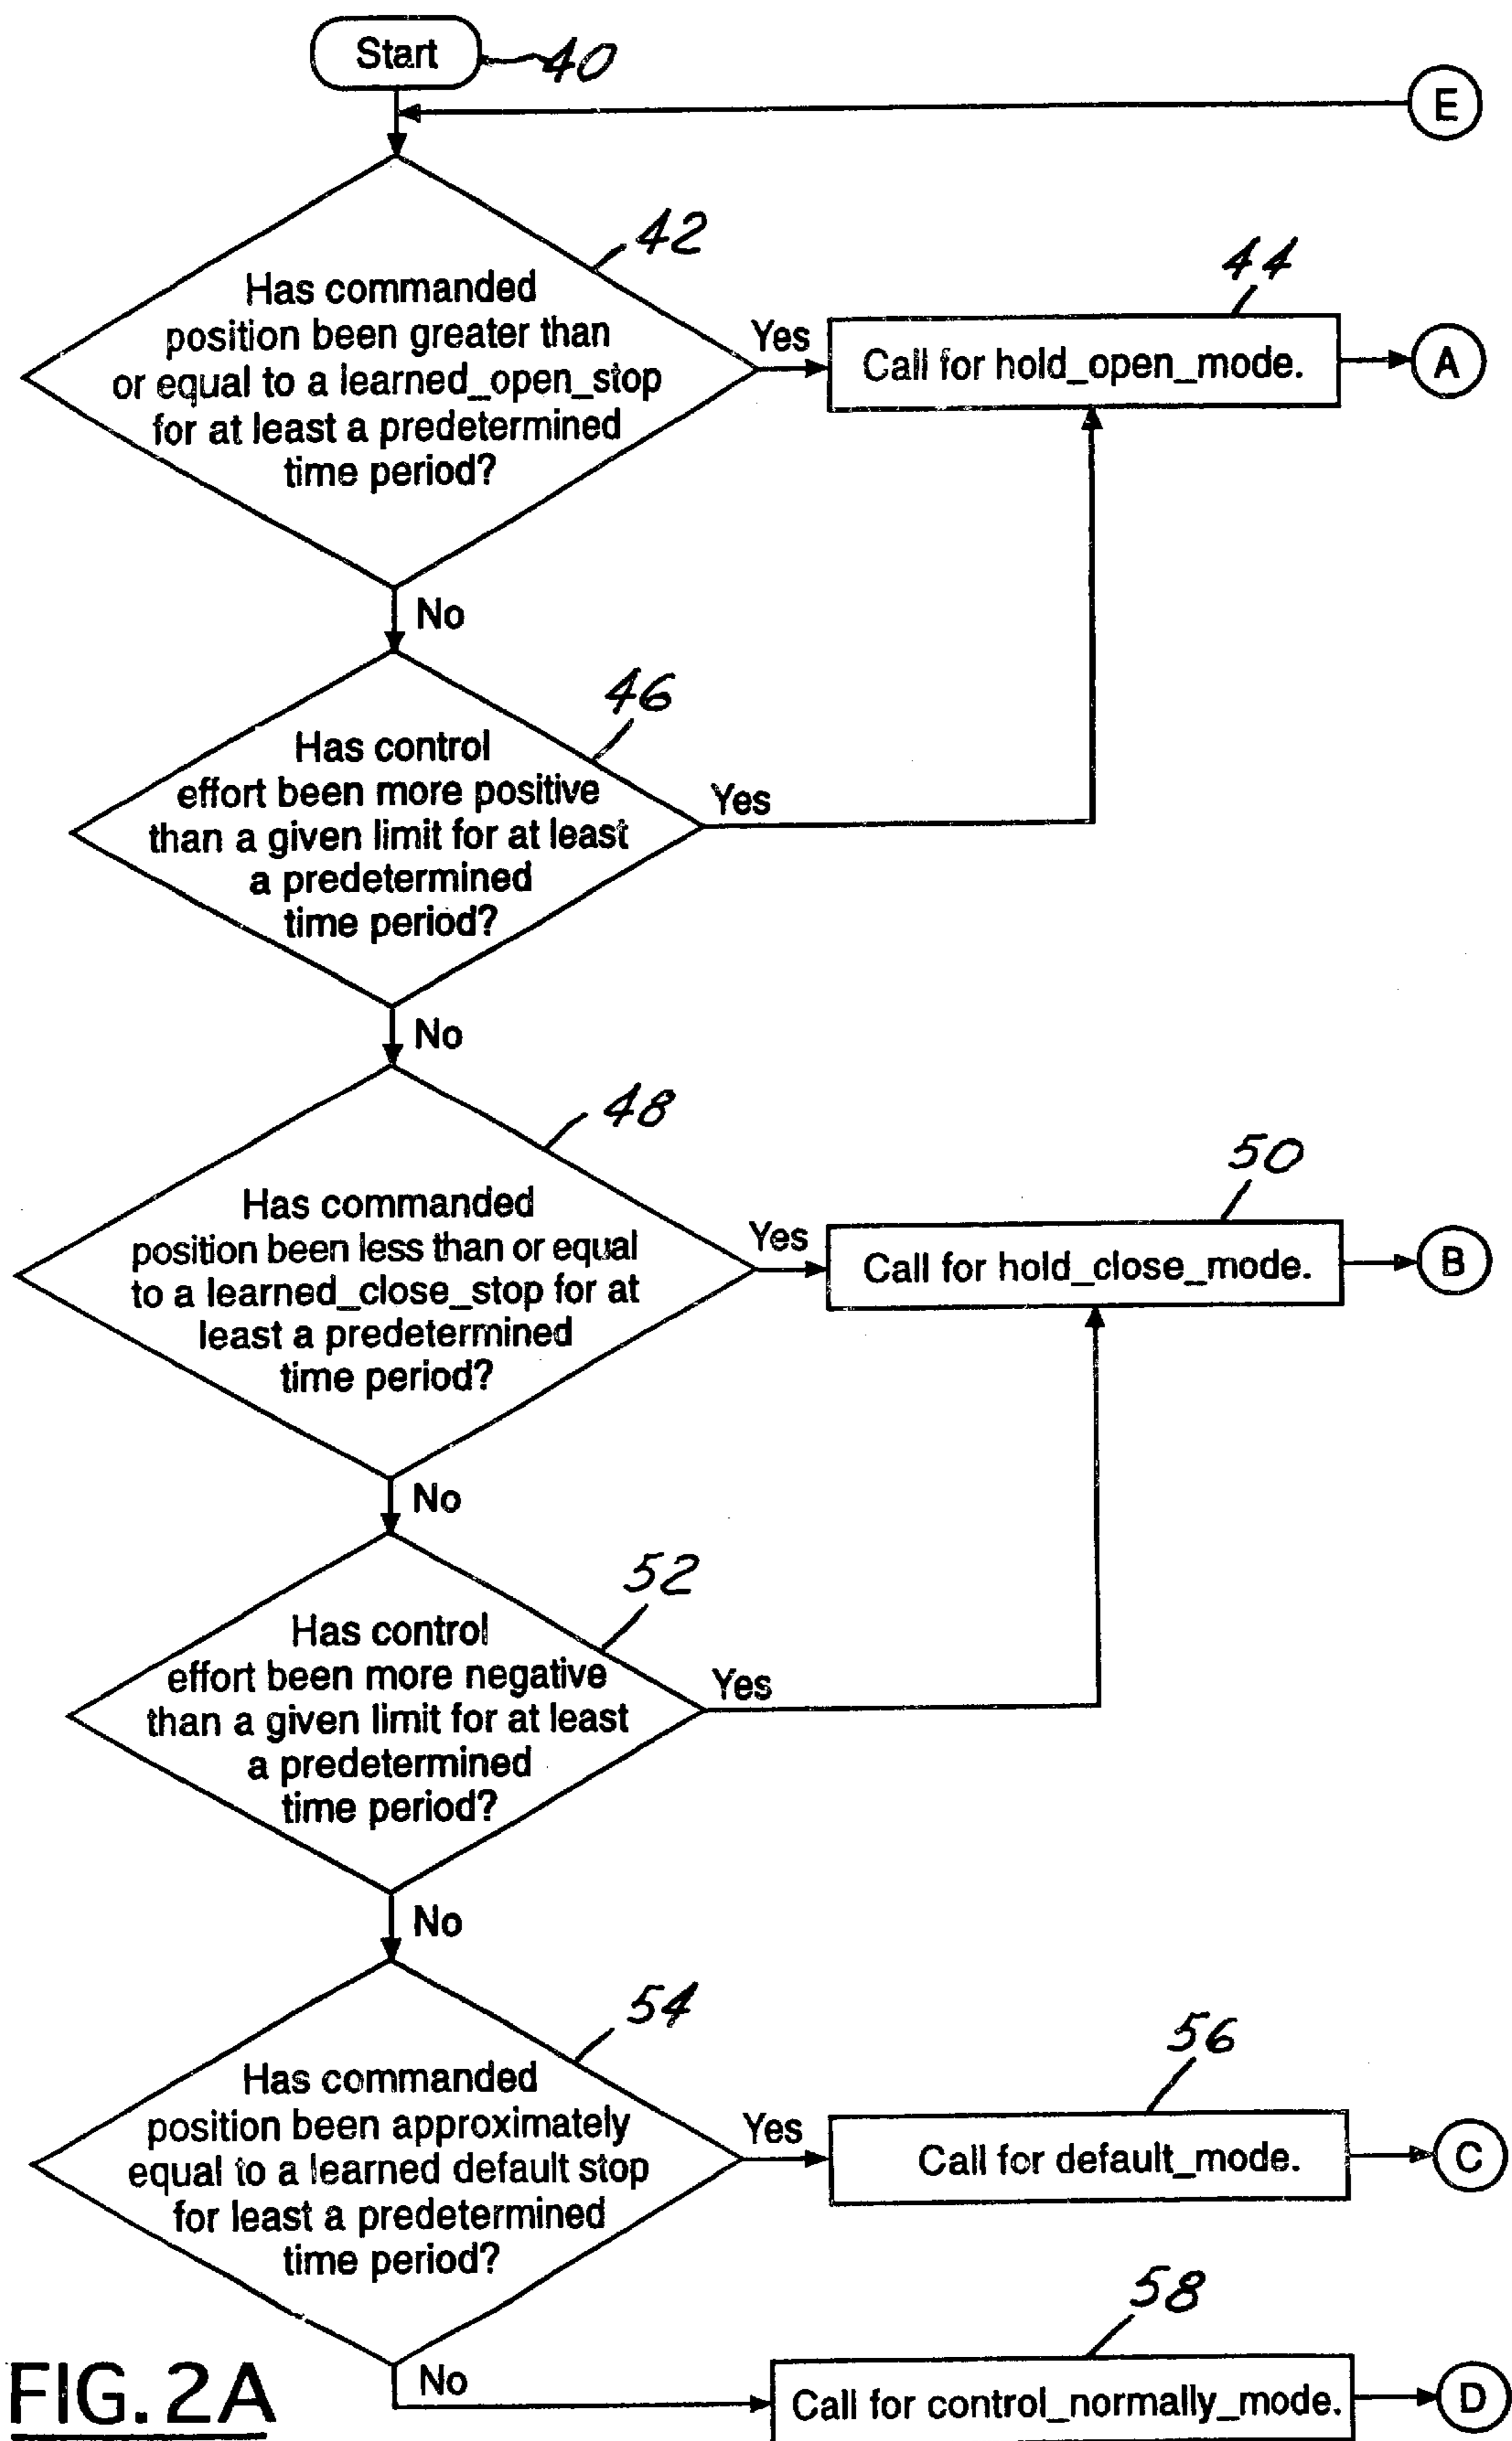 Start
40
E
42
Has commanded
position been greater than
or equal to a learned_open_stop
for at least a predetermined
time period?
Yes
44
Call for hold_open_mode.
A
No
46
Has control
effort been more positive
than a given limit for at least
a predetermined
time period?
Yes
No
48
Has commanded
position been less than or equal
to a learned_close_stop for at
least a predetermined
time period?
Yes
50
Call for hold_close_mode.
B
No
52
Has control
effort been more negative
than a given limit for at least
a predetermined
time period?
Yes
No
54
Has commanded
position been approximately
equal to a learned default stop
for least a predetermined
time period?
Yes
56
Call for default_mode.
C
No
58
Call for control_normally_mode.
D
FIG. 2A